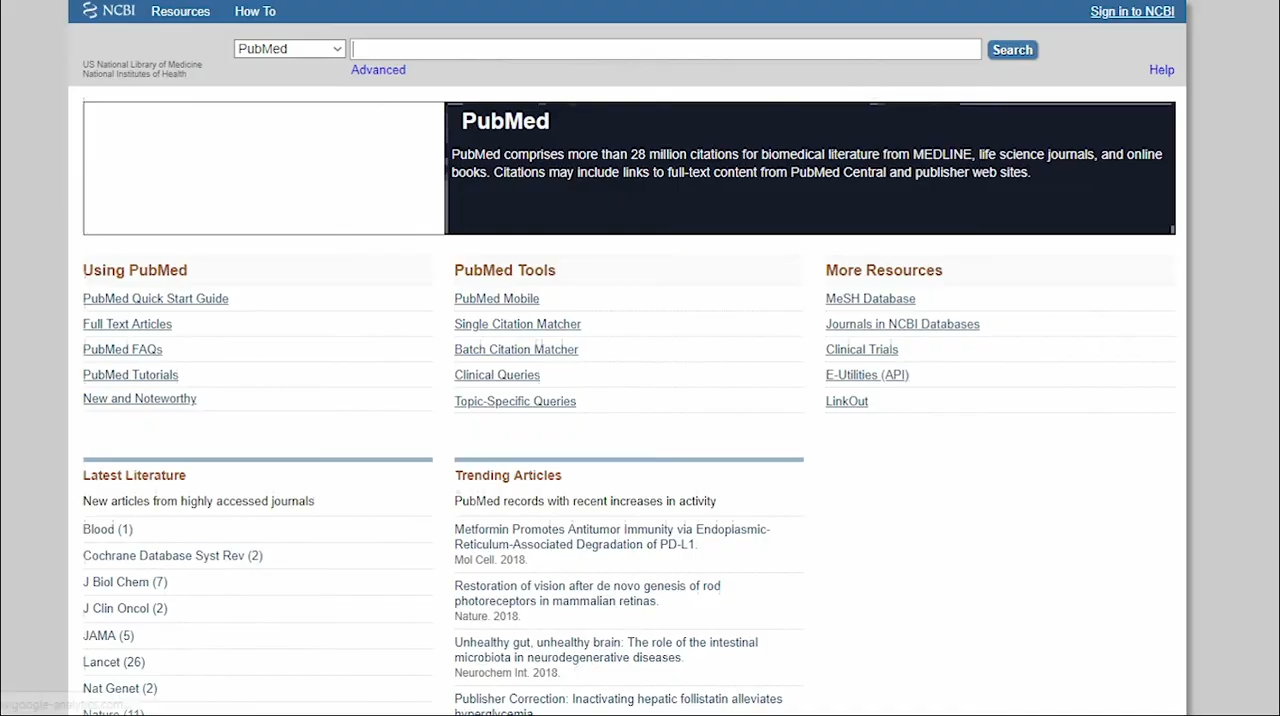 NCBI Resources How To Sign in to NCBI
PubMed Search
US National Library of Medicine
National Institutes of Health
Advanced Help
PubMed
PubMed comprises more than 28 million citations for biomedical literature from MEDLINE, life science journals, and online
books. Citations may include links to full-text content from PubMed Central and publisher web sites.
Using PubMed
PubMed Quick Start Guide
Full Text Articles
PubMed FAQs
PubMed Tutorials
New and Noteworthy
PubMed Tools
PubMed Mobile
Single Citation Matcher
Batch Citation Matcher
Clinical Queries
Topic-Specific Queries
More Resources
MeSH Database
Journals in NCBI Databases
Clinical Trials
E-Utilities (API)
LinkOut
Latest Literature
New articles from highly accessed journals
Blood (1)
Cochrane Database Syst Rev (2)
J Biol Chem (7)
J Clin Oncol (2)
JAMA (5)
Lancet (26)
Nat Genet (2)
Nature (11)
Trending Articles
PubMed records with recent increases in activity
Metformin Promotes Antitumor Immunity via Endoplasmic-
Reticulum-Associated Degradation of PD-L1.
Mol Cell. 2018.
Restoration of vision after de novo genesis of rod
photoreceptors in mammalian retinas.
Nature. 2018.
Unhealthy gut, unhealthy brain: The role of the intestinal
microbiota in neurodegenerative diseases.
Neurochem Int. 2018.
Publisher Correction: Inactivating hepatic follistatin alleviates
hyperglycemia.